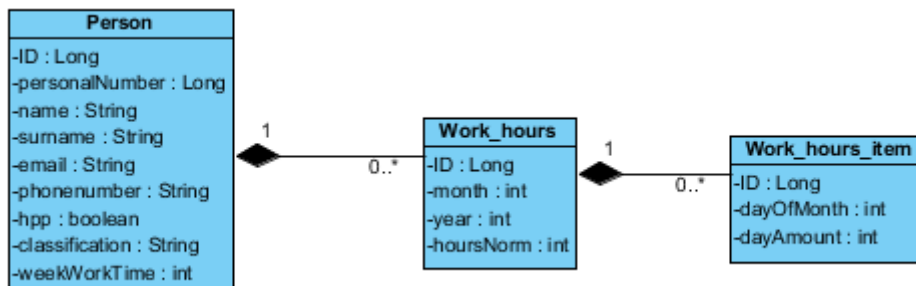 Person
-ID : Long
-personalNumber : Long
-name : String
-surname : String
-email : String
-phonenumber : String
-hpp : boolean
-classification : String
-weekWorkTime : int
1
0..*
Work_hours
-ID : Long
-month : int
-year : int
-hoursNorm : int
1
0..*
Work_hours_item
-ID : Long
-dayOfMonth : int
-dayAmount : int